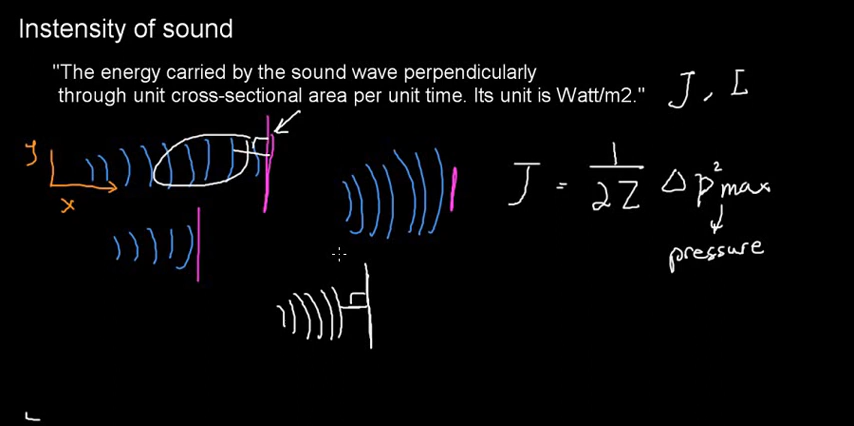 Instensity of sound
"The energy carried by the sound wave perpendicularly
through unit cross-sectional area per unit time. Its unit is Watt/m2."
J, I
y
x
J = 1/2Z Δp²max
pressure